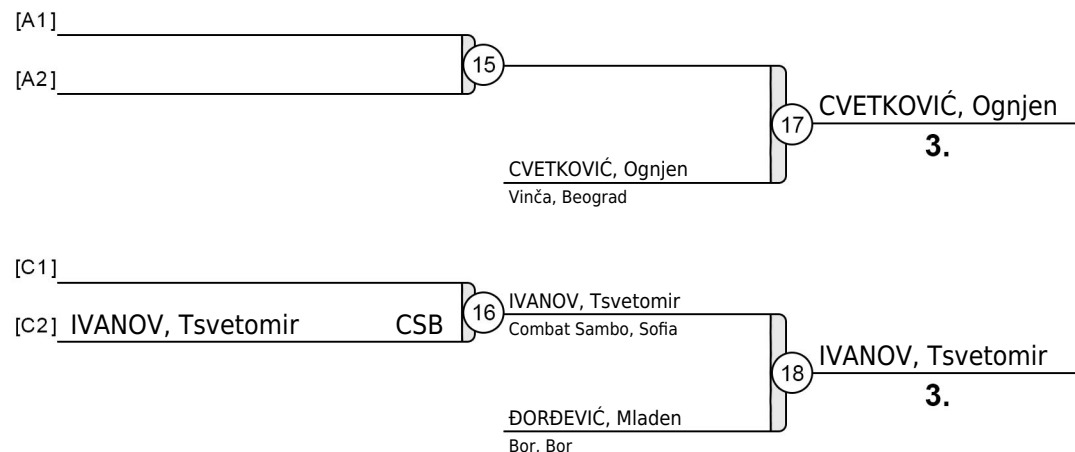 [A1]
15
[A2]
17
CVETKOVIĆ, Ognjen
3.
CVETKOVIĆ, Ognjen
Vinča, Beograd
[C1]
[C2] IVANOV, Tsvetomir CSB
16
IVANOV, Tsvetomir
Combat Sambo, Sofia
18
IVANOV, Tsvetomir
3.
ĐORĐEVIĆ, Mladen
Bor, Bor